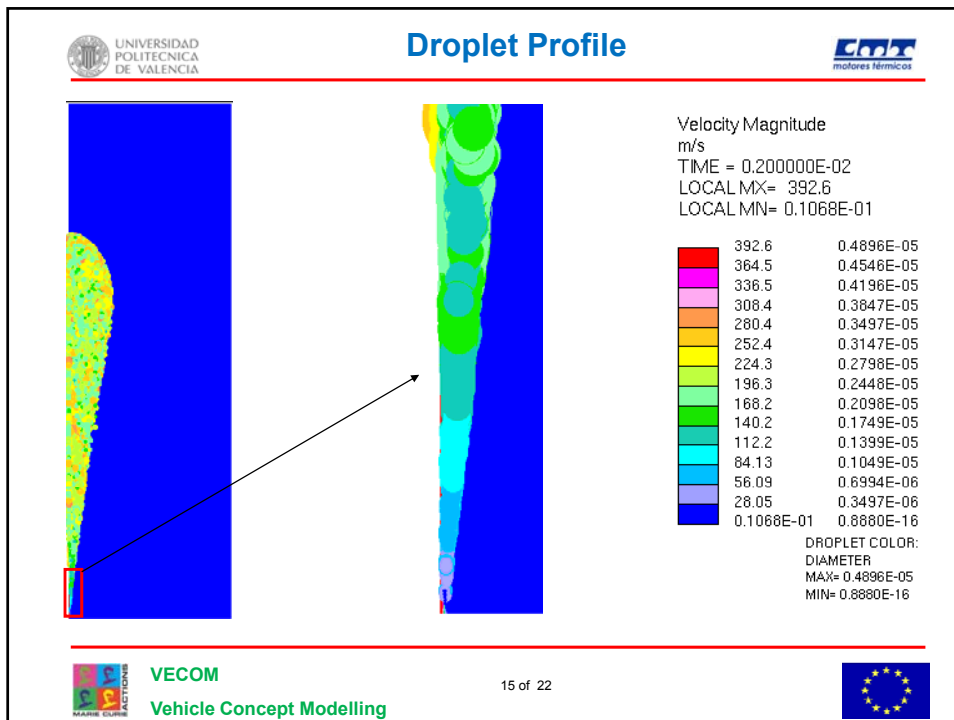 UNIVERSIDAD
POLITECNICA
DE VALENCIA
Droplet Profile
CMT
motores térmicos
Velocity Magnitude
m/s
TIME = 0.200000E-02
LOCAL MX= 392.6
LOCAL MN= 0.1068E-01
392.6 0.4896E-05
364.5 0.4546E-05
336.5 0.4196E-05
308.4 0.3847E-05
280.4 0.3497E-05
252.4 0.3147E-05
224.3 0.2798E-05
196.3 0.2448E-05
168.2 0.2098E-05
140.2 0.1749E-05
112.2 0.1399E-05
84.13 0.1049E-05
56.09 0.6994E-06
28.05 0.3497E-06
0.1068E-01 0.8880E-16
DROPLET COLOR:
DIAMETER
MAX= 0.4896E-05
MIN= 0.8880E-16
MARIE CURIE ACTIONS
VECOM
Vehicle Concept Modelling
15 of 22